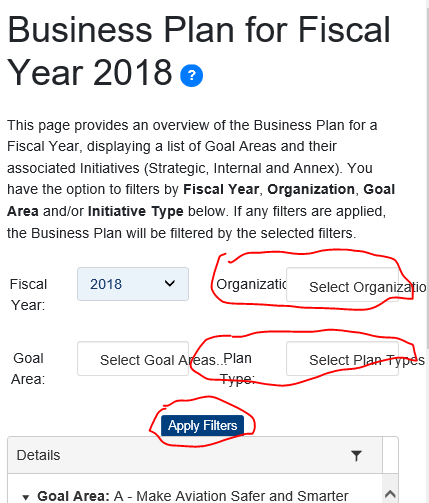 Business Plan for Fiscal
Year 2018 ?
This page provides an overview of the Business Plan for a
Fiscal Year, displaying a list of Goal Areas and their
associated Initiatives (Strategic, Internal and Annex). You
have the option to filters by Fiscal Year, Organization, Goal
Area and/or Initiative Type below. If any filters are applied,
the Business Plan will be filtered by the selected filters.
Fiscal Year: 2018 Organizatio Select Organizatio
Goal Area: Select Goal Areas.. Plan Type: Select Plan Types
Apply Filters
Details
Goal Area: A - Make Aviation Safer and Smarter